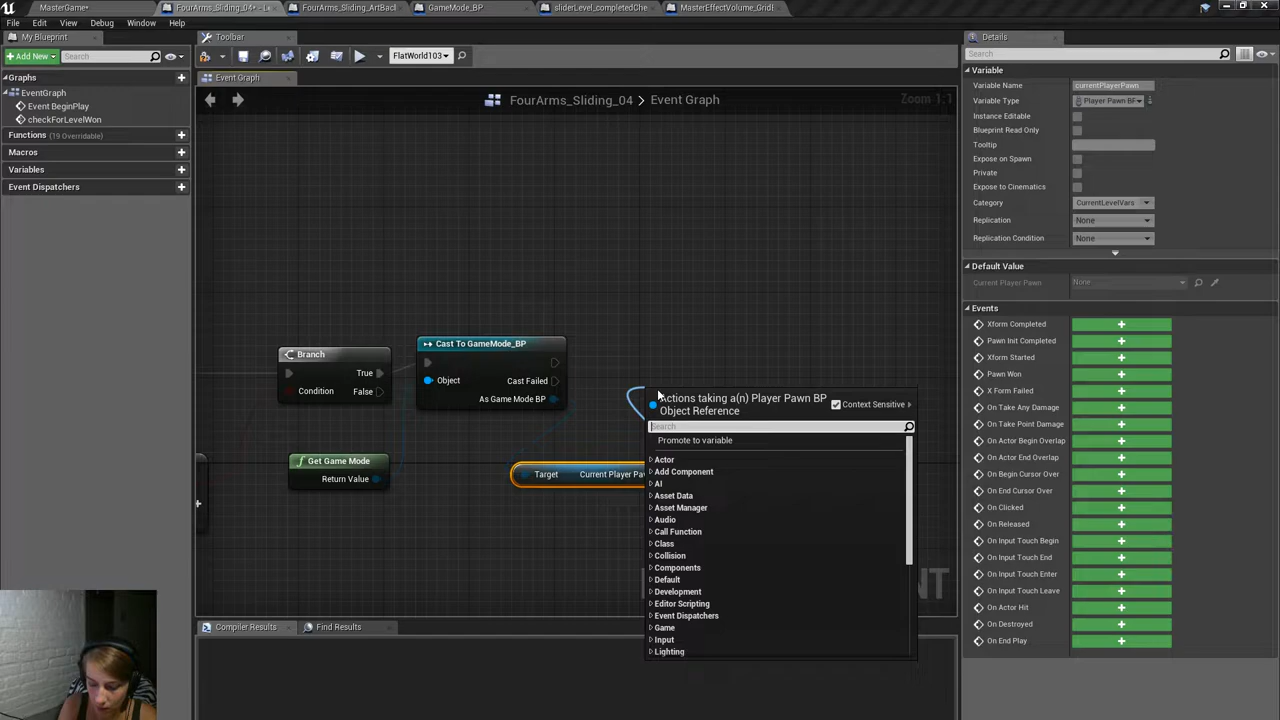 MasterGame*
FourArms_Sliding_04* - Le
FourArms_Sliding_ArtBacl
GameMode_BP
sliderLevel_completedChe
MasterEffectVolume_GridB
File
Edit
View
Debug
Window
Help
My Blueprint
Toolbar
Details
Add New
Search
FlatWorld103
Search
Graphs
Event Graph
Variable
EventGraph
Event BeginPlay
checkForLevelWon
FourArms_Sliding_04 > Event Graph
Zoom 1:1
Variable Name
currentPlayerPawn
Variable Type
Player Pawn BP
Functions (19 Overridable)
Instance Editable
Blueprint Read Only
Macros
Tooltip
Variables
Expose on Spawn
Private
Event Dispatchers
Expose to Cinematics
Category
CurrentLevelVars
Replication
None
Replication Condition
None
Default Value
Current Player Pawn
None
Events
Xform Completed
Pawn Init Completed
Xform Started
Pawn Won
X Form Failed
On Take Any Damage
On Take Point Damage
On Actor Begin Overlap
On Actor End Overlap
On Begin Cursor Over
On End Cursor Over
On Clicked
On Released
On Input Touch Begin
On Input Touch End
On Input Touch Enter
On Input Touch Leave
On Actor Hit
On Destroyed
On End Play
Branch
True
Condition
False
Cast To GameMode_BP
Object
Cast Failed
As Game Mode BP
Get Game Mode
Return Value
Target
Current Player Paw
Actions taking a(n) Player Pawn BP
Object Reference
Context Sensitive
Search
Promote to variable
Actor
Add Component
AI
Asset Data
Asset Manager
Audio
Call Function
Class
Collision
Components
Default
Development
Editor Scripting
Event Dispatchers
Game
Input
Lighting
NT
Compiler Results
Find Results